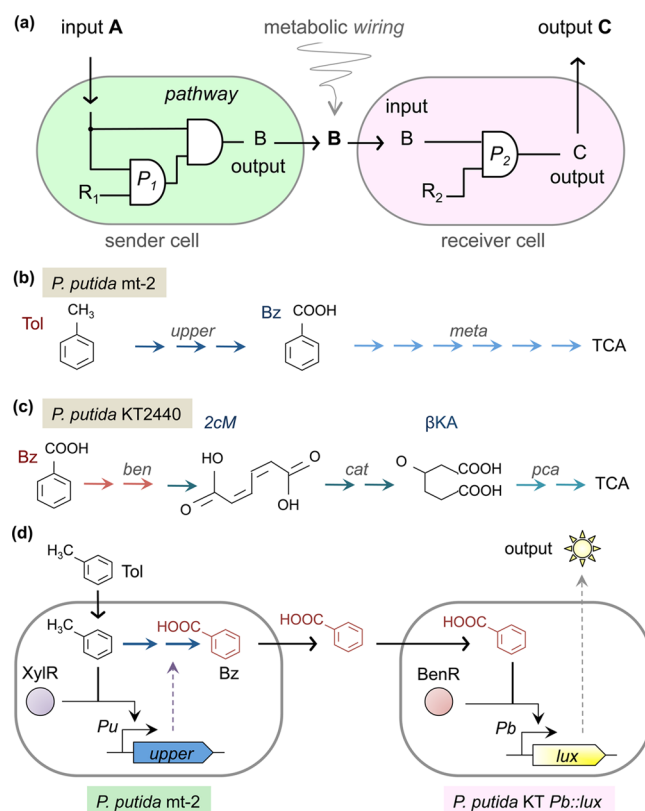 (a)
input A
metabolic wiring
output C
pathway
B
output
P1
R1
B
input
B
P2
R2
C
output
sender cell
receiver cell
(b)
P. putida mt-2
Tol
CH3
upper
Bz
COOH
meta
TCA
(c)
P. putida KT2440
Bz
COOH
ben
2cM
HO
O
O
OH
cat
βKA
O
COOH
COOH
pca
TCA
(d)
H3C
Tol
output
H3C
HOOC
Bz
HOOC
HOOC
XylR
Pu
upper
BenR
Pb
lux
P. putida mt-2
P. putida KT Pb::lux